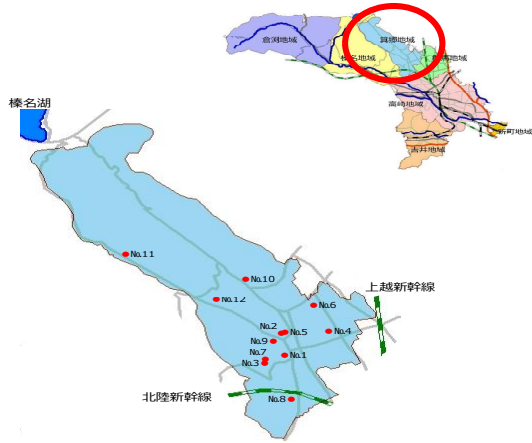 倉渕地域
箕郷地域
榛名地域
群馬地域
高崎地域
新町地域
吉井地域
榛名湖
No.11
No.10
No.12
No.6
上越新幹線
No.2
No.5
No.4
No.9
No.7
No.1
No.3
北陸新幹線
No.8